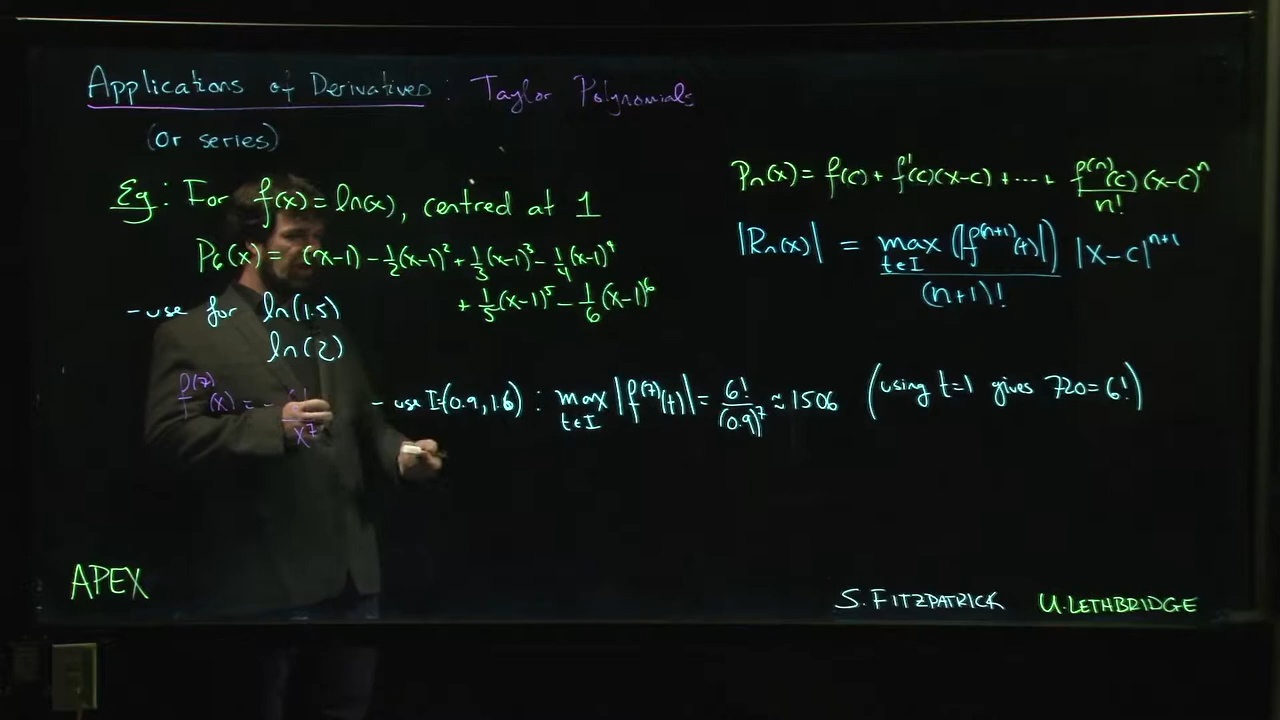 Applications of Derivatives: Taylor Polynomials
(Or series)
Eg: For f(x) = ln(x), centred at 1
P₆(x) = (x-1) - 1/2(x-1)² + 1/3(x-1)³ - 1/4(x-1)⁴
+ 1/5(x-1)⁵ - 1/6(x-1)⁶
- use for ln(1.5)
ln(2)
Pn(x) = f(c) + f'(c)(x-c) + ···· + f⁽ⁿ⁾(c)/n! (x-c)ⁿ
|Rn(x)| = max t∈I (|f⁽ⁿ⁺¹⁾(t)|)/(n+1)! |x-c|ⁿ⁺¹
f⁽⁷⁾(x) = 6!/x⁷
- use I=(0.9, 1.6) : max t∈I |f⁽⁷⁾(t)| = 6!/(0.9)⁷ ≈ 1506 (using t=1 gives 720=6!)
APEX
S. FITZPATRICK U. LETHBRIDGE